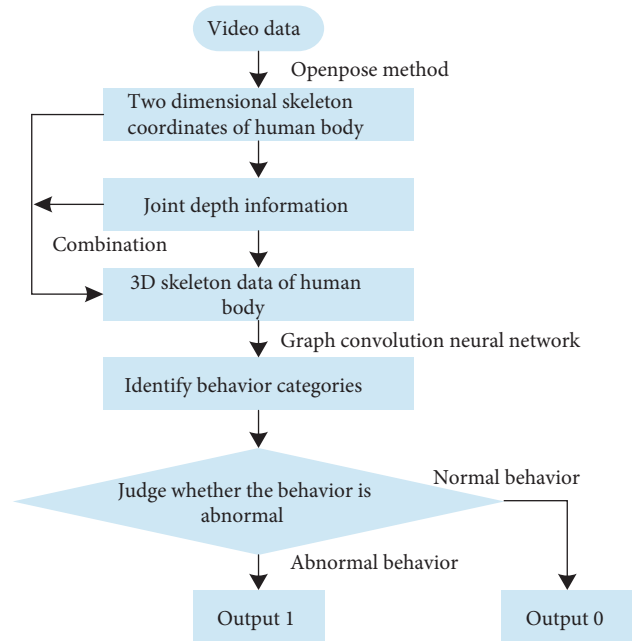 Video data
Openpose method
Two dimensional skeleton
coordinates of human body
Joint depth information
Combination
3D skeleton data of human
body
Graph convolution neural network
Identify behavior categories
Judge whether the behavior is
abnormal
Normal behavior
Abnormal behavior
Output 1
Output 0